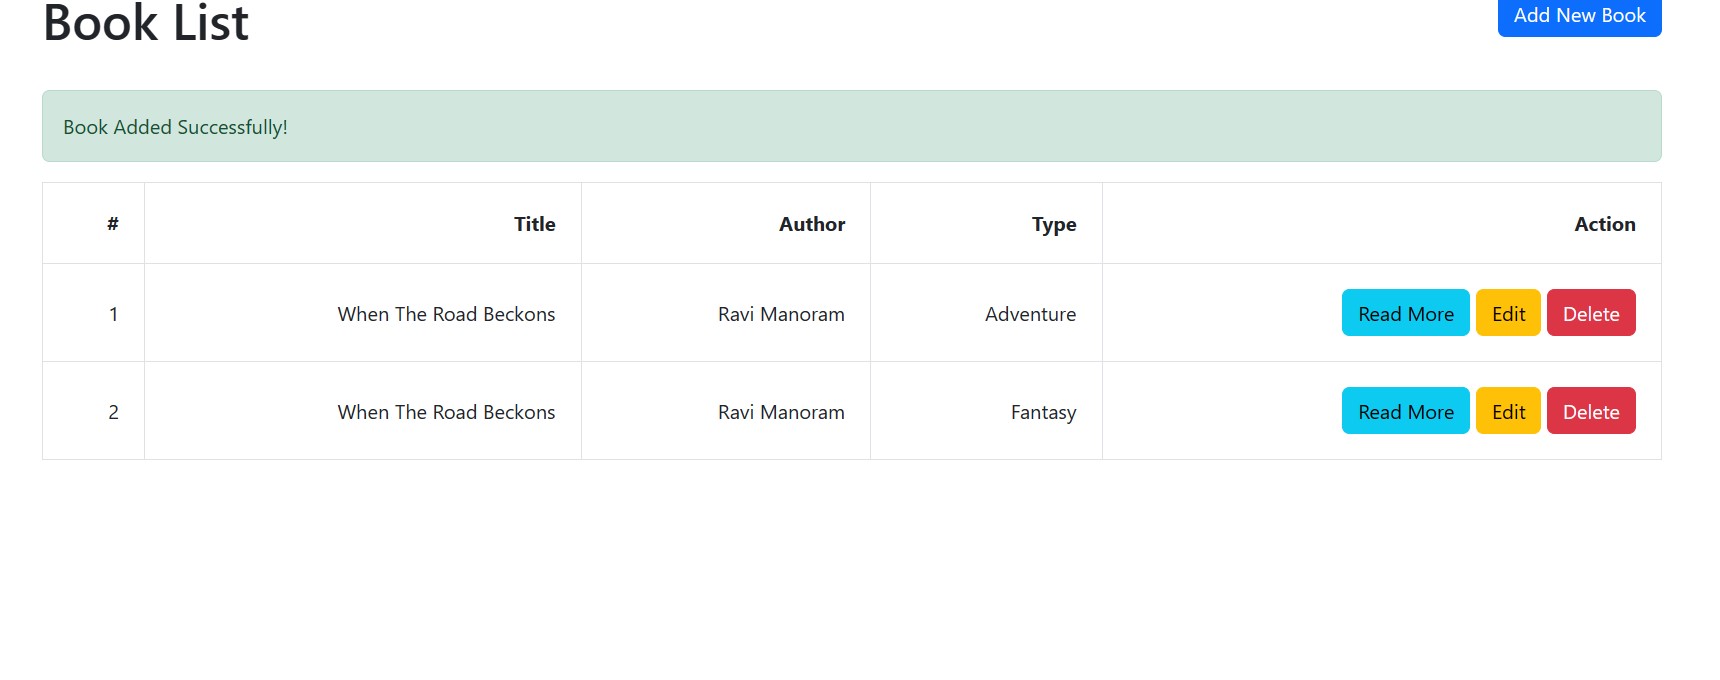 Book List
Add New Book
Book Added Successfully!
# Title Author Type Action
1 When The Road Beckons Ravi Manoram Adventure Read More Edit Delete
2 When The Road Beckons Ravi Manoram Fantasy Read More Edit Delete